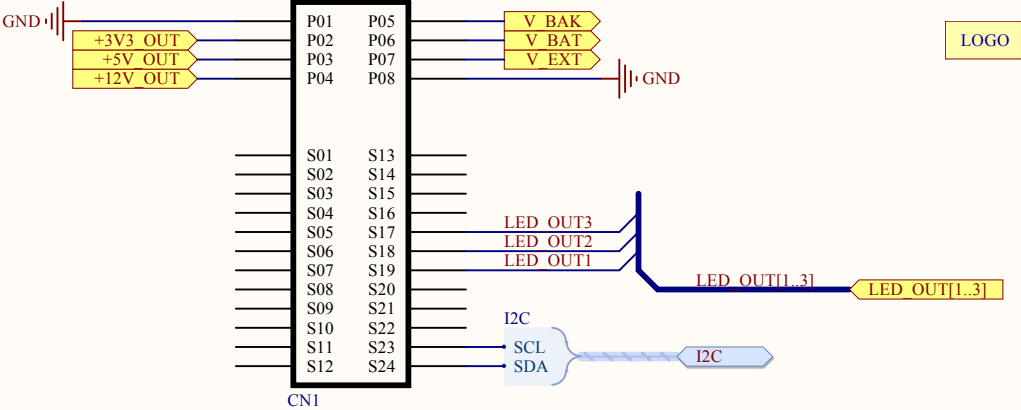 GND P01 P05 V_BAK
+3V3_OUT P02 P06 V_BAT LOGO
+5V_OUT P03 P07 V_EXT
+12V_OUT P04 P08 GND
S01 S13
S02 S14
S03 S15
S04 S16
S05 S17 LED_OUT3
S06 S18 LED_OUT2
S07 S19 LED_OUT1
LED_OUT[1..3]
S08 S20 LED_OUT[1..3]
S09 S21
I2C
S10 S22
S11 S23 SCL I2C
S12 S24 SDA
CN1